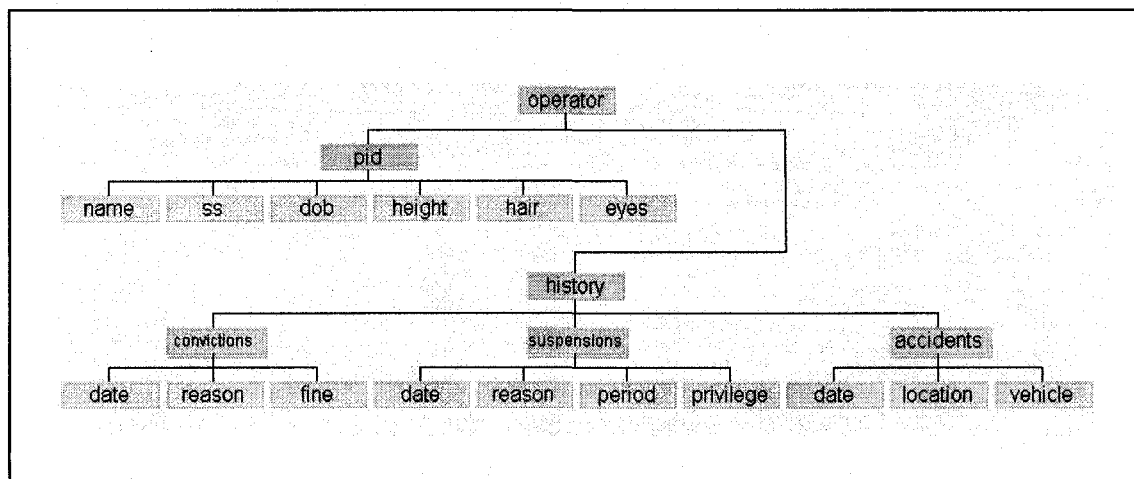 operator
pid
name ss dob height hair eyes
history
convictions suspensions accidents
date reason fine date reason period privilege date location vehicle